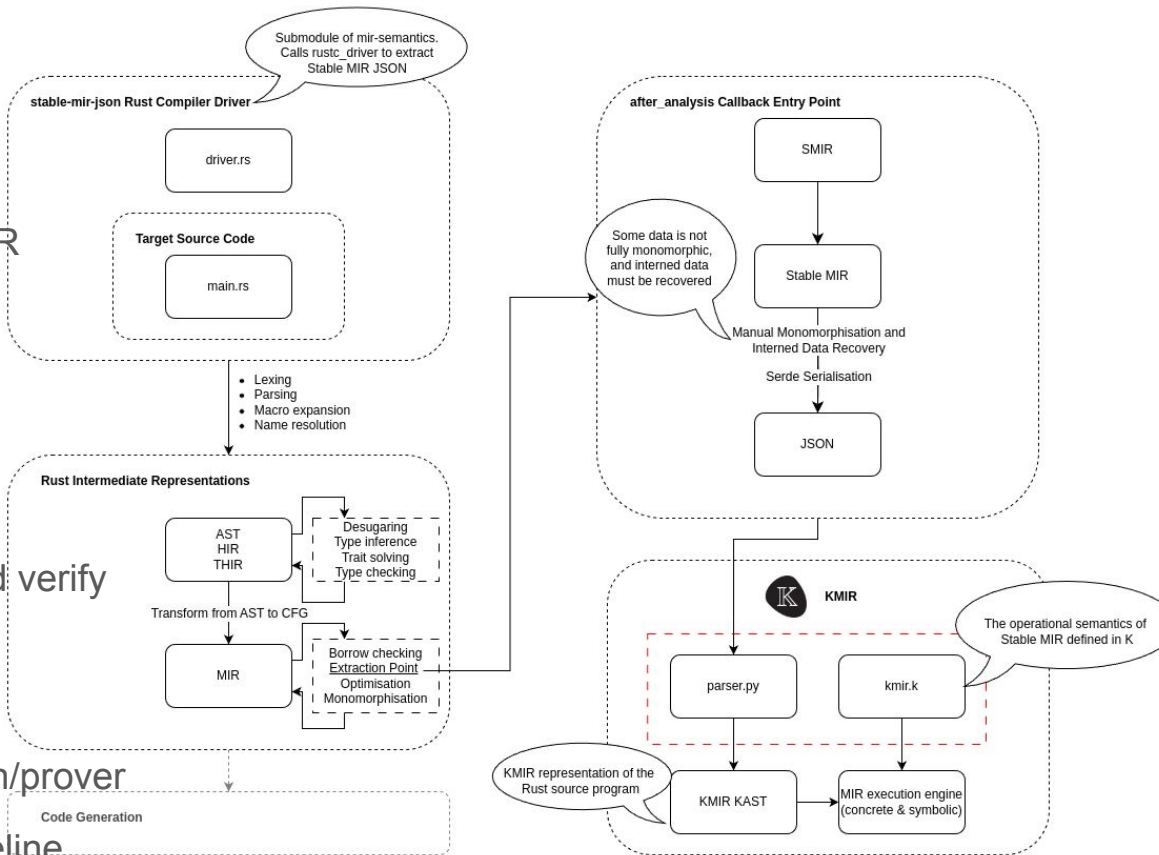 Submodule of mir-semantics.
Calls rustc_driver to extract
Stable MIR JSON
stable-mir-json Rust Compiler Driver
driver.rs
Target Source Code
main.rs
Lexing
Parsing
Macro expansion
Name resolution
Rust Intermediate Representations
AST
HIR
THIR
Desugaring
Type inference
Trait solving
Type checking
Transform from AST to CFG
MIR
Borrow checking
Extraction Point
Optimisation
Monomorphisation
Code Generation
R
verify
/prover
after_analysis Callback Entry Point
SMIR
Some data is not
fully monomorphic,
and interned data
must be recovered
Stable MIR
Manual Monomorphisation and
Interned Data Recovery
Serde Serialisation
JSON
K
KMIR
The operational semantics of
Stable MIR defined in K
parser.py
kmir.k
KMIR representation of the
Rust source program
KMIR KAST
MIR execution engine
(concrete & symbolic)